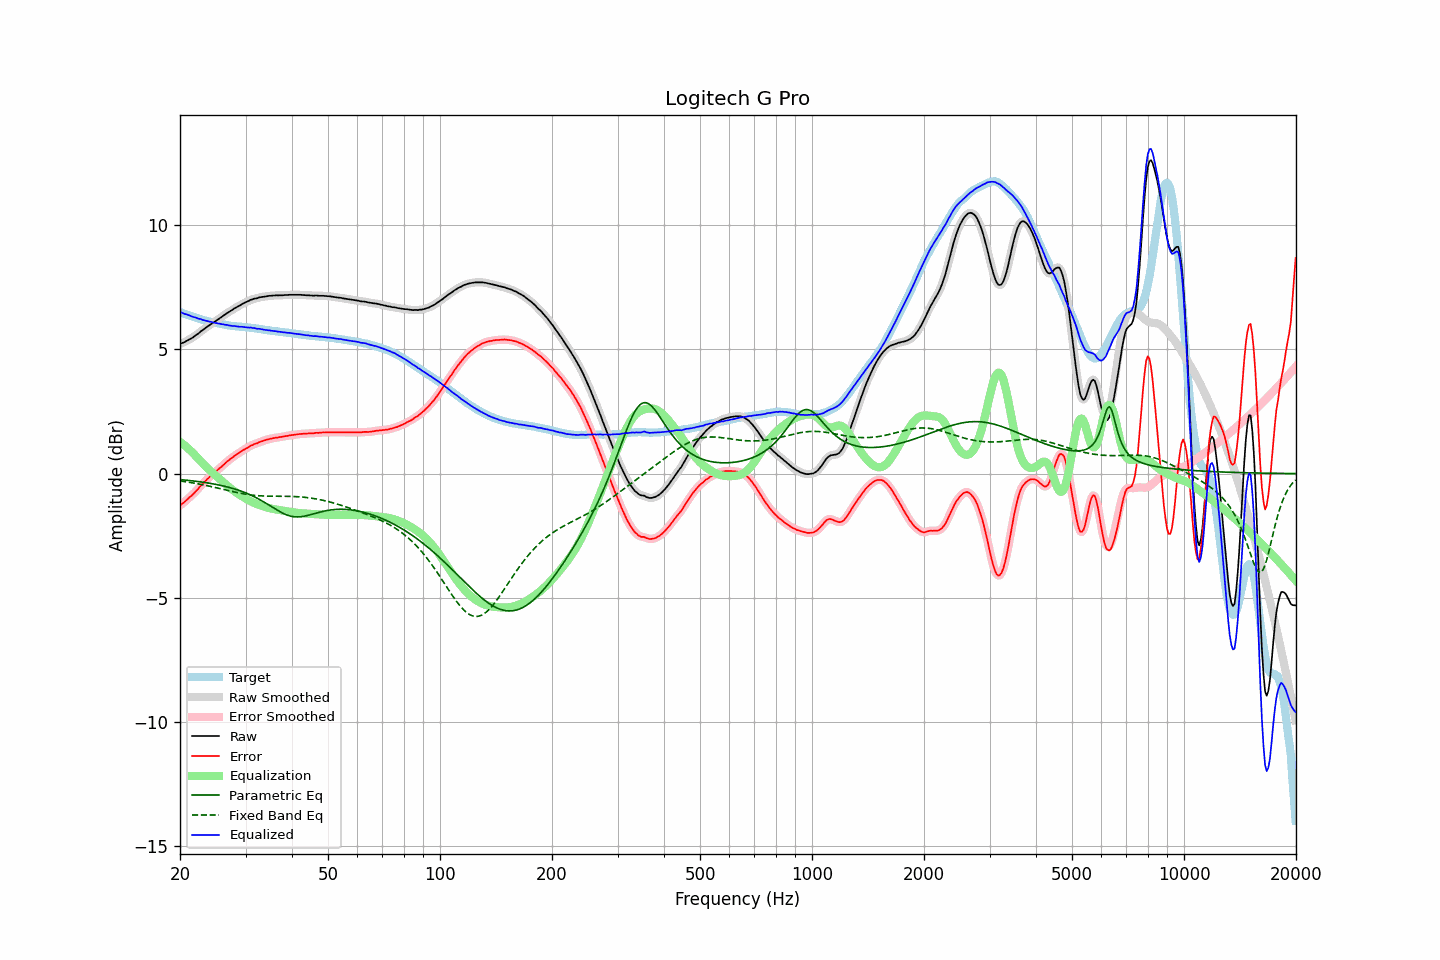 Logitech G Pro
Amplitude (dBr)
10
5
0
−5
−10
−15
Target
Raw Smoothed
Error Smoothed
Raw
Error
Equalization
Parametric Eq
Fixed Band Eq
Equalized
20 50 100 200 500 1000 2000 5000 10000 20000
Frequency (Hz)